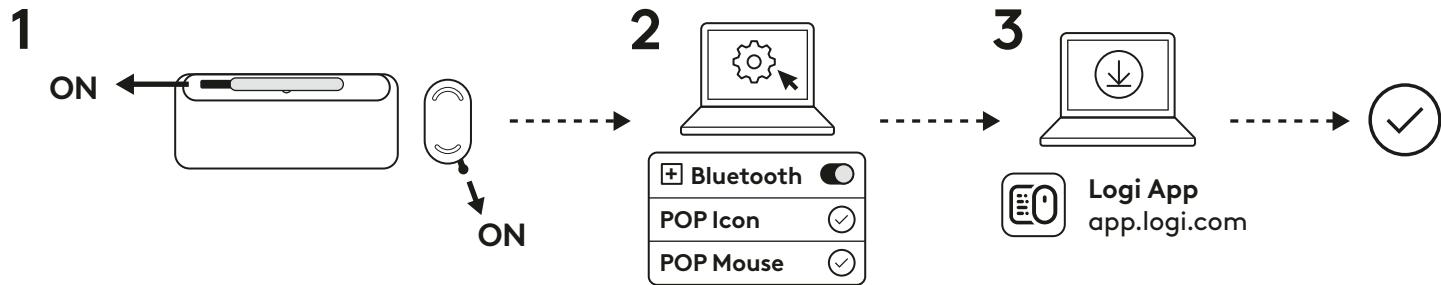 1
ON
ON
2
Bluetooth
POP Icon
POP Mouse
3
Logi App
app.logi.com